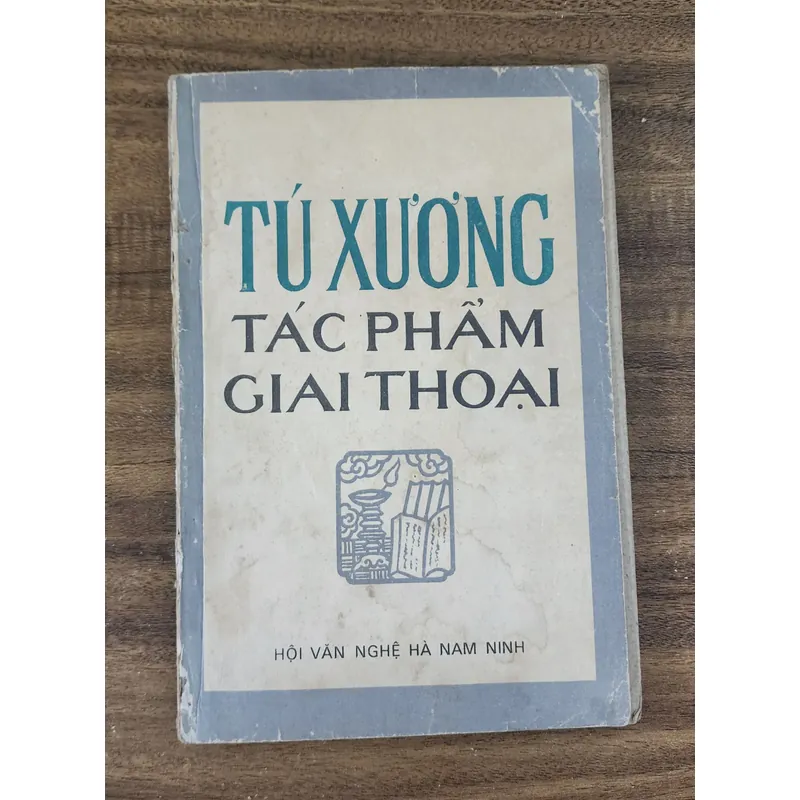 TÚ XƯƠNG
TÁC PHẨM
GIAI THOẠI
HỘI VĂN NGHỆ HÀ NAM NINH